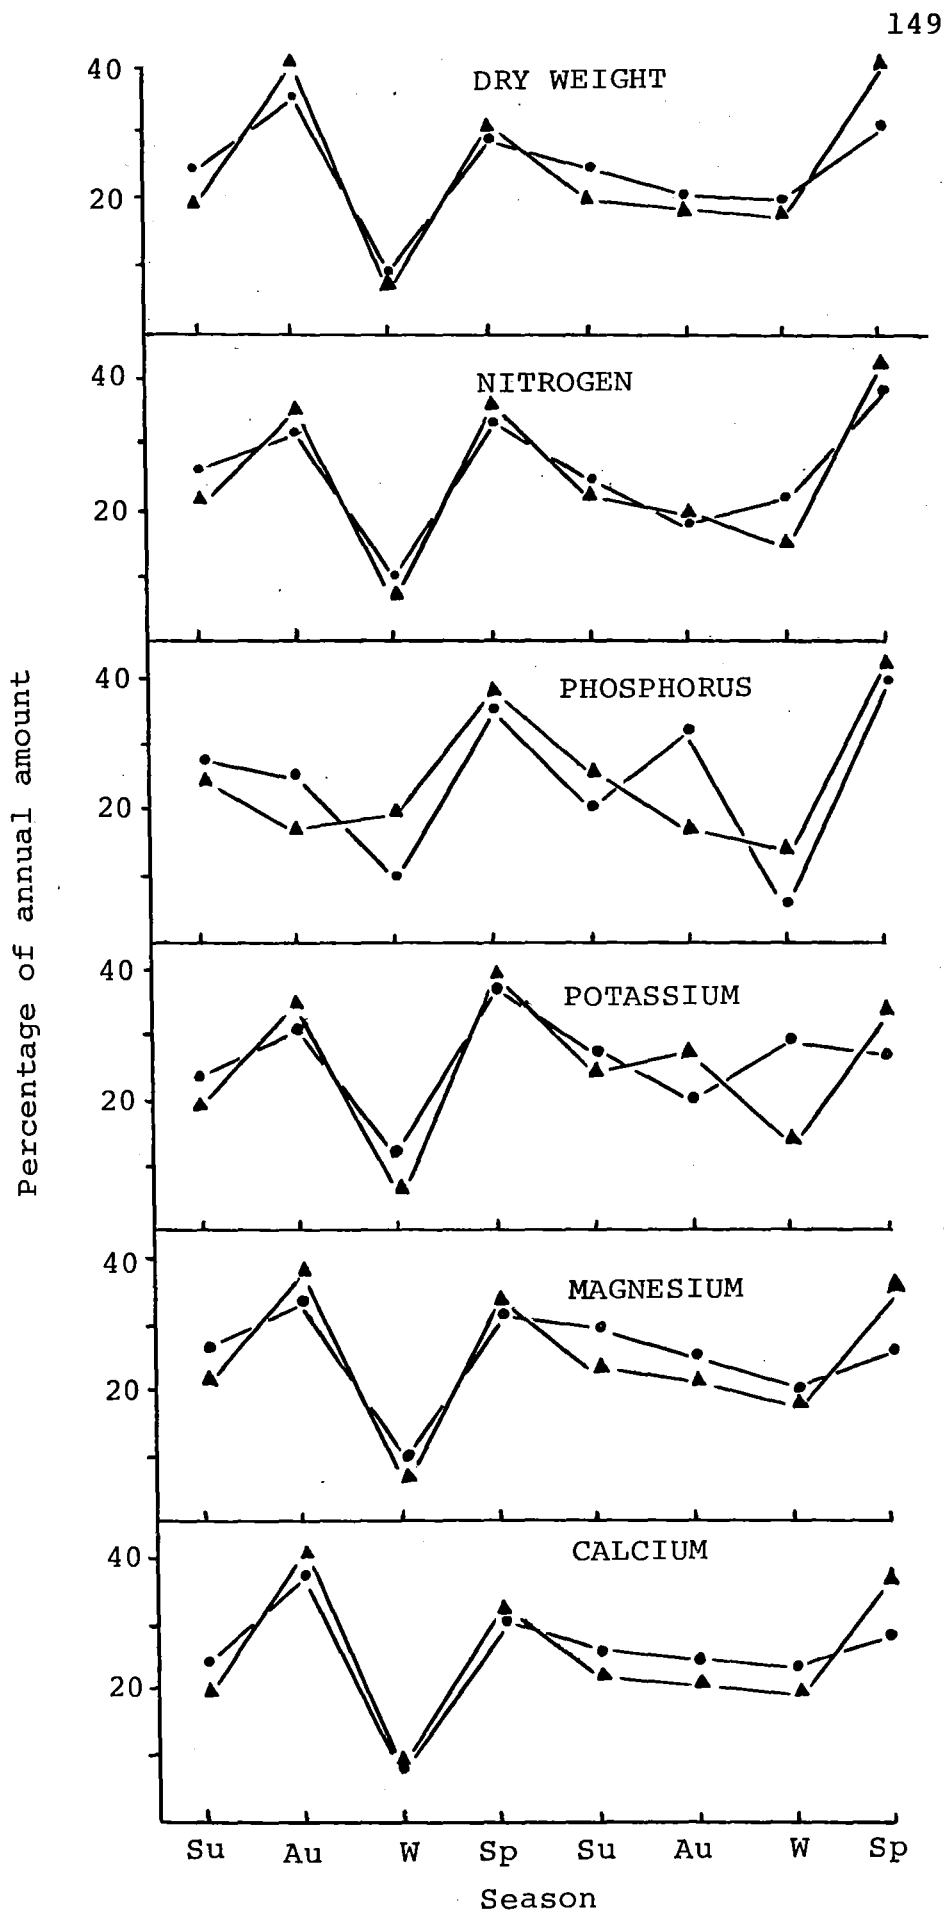 149
DRY WEIGHT
40
20
NITROGEN
40
20
PHOSPHORUS
40
20
Percentage of annual amount
POTASSIUM
40
20
MAGNESIUM
40
20
CALCIUM
40
20
Su Au W Sp Su Au W Sp
Season